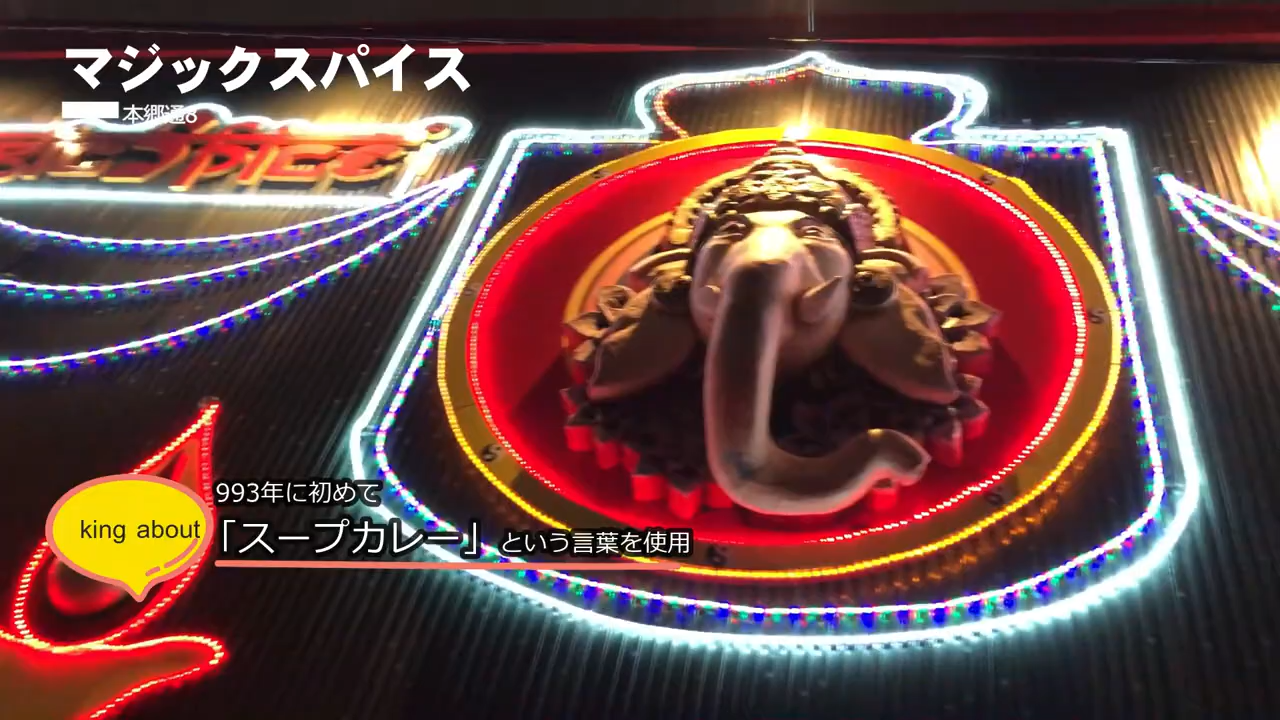 マジックスパイス
本郷通8
Spice
king about
993年に初めて
「スープカレー」という言葉を使用